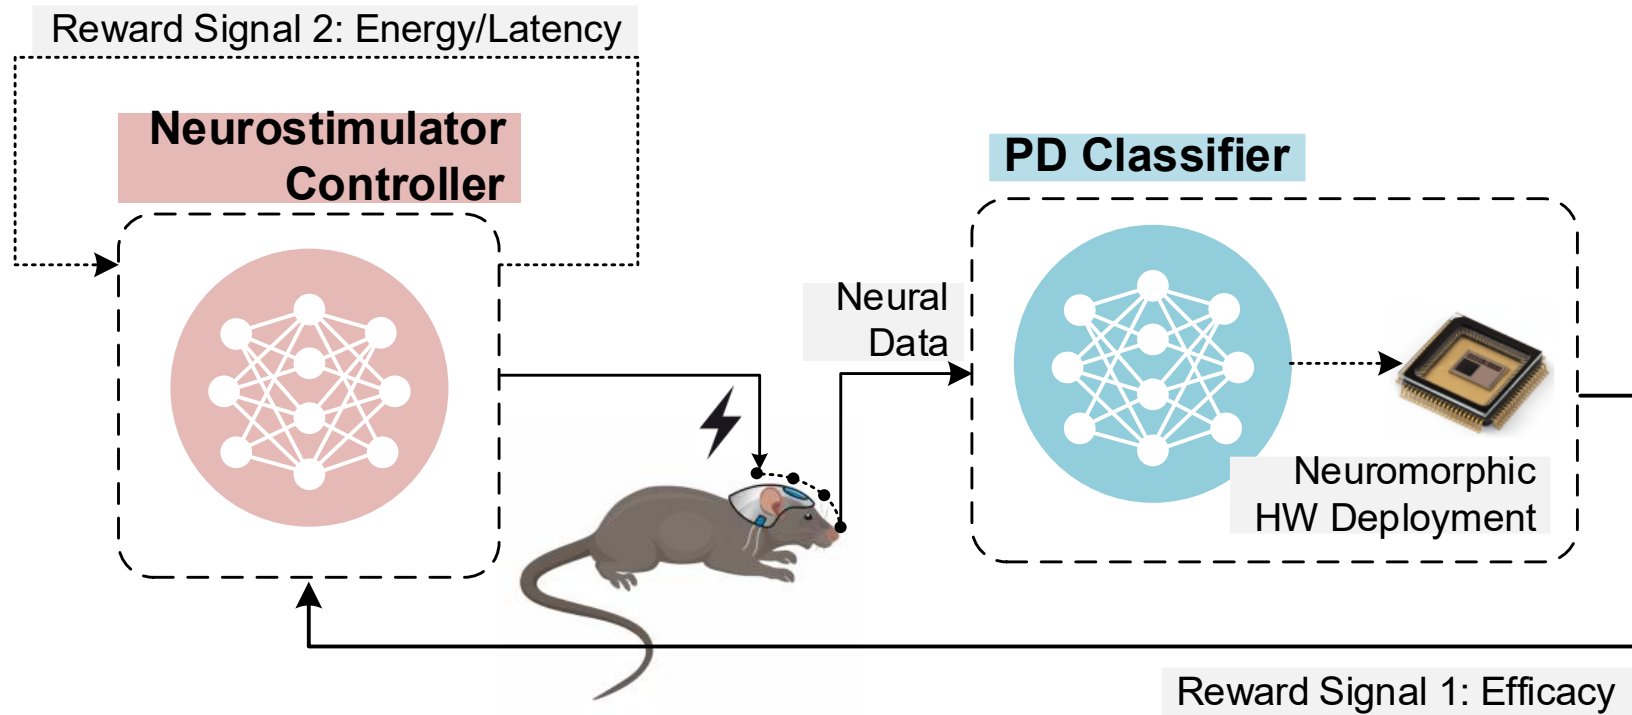 Reward Signal 2: Energy/Latency
Neurostimulator
Controller
PD Classifier
Neural
Data
Neuromorphic
HW Deployment
Reward Signal 1: Efficacy